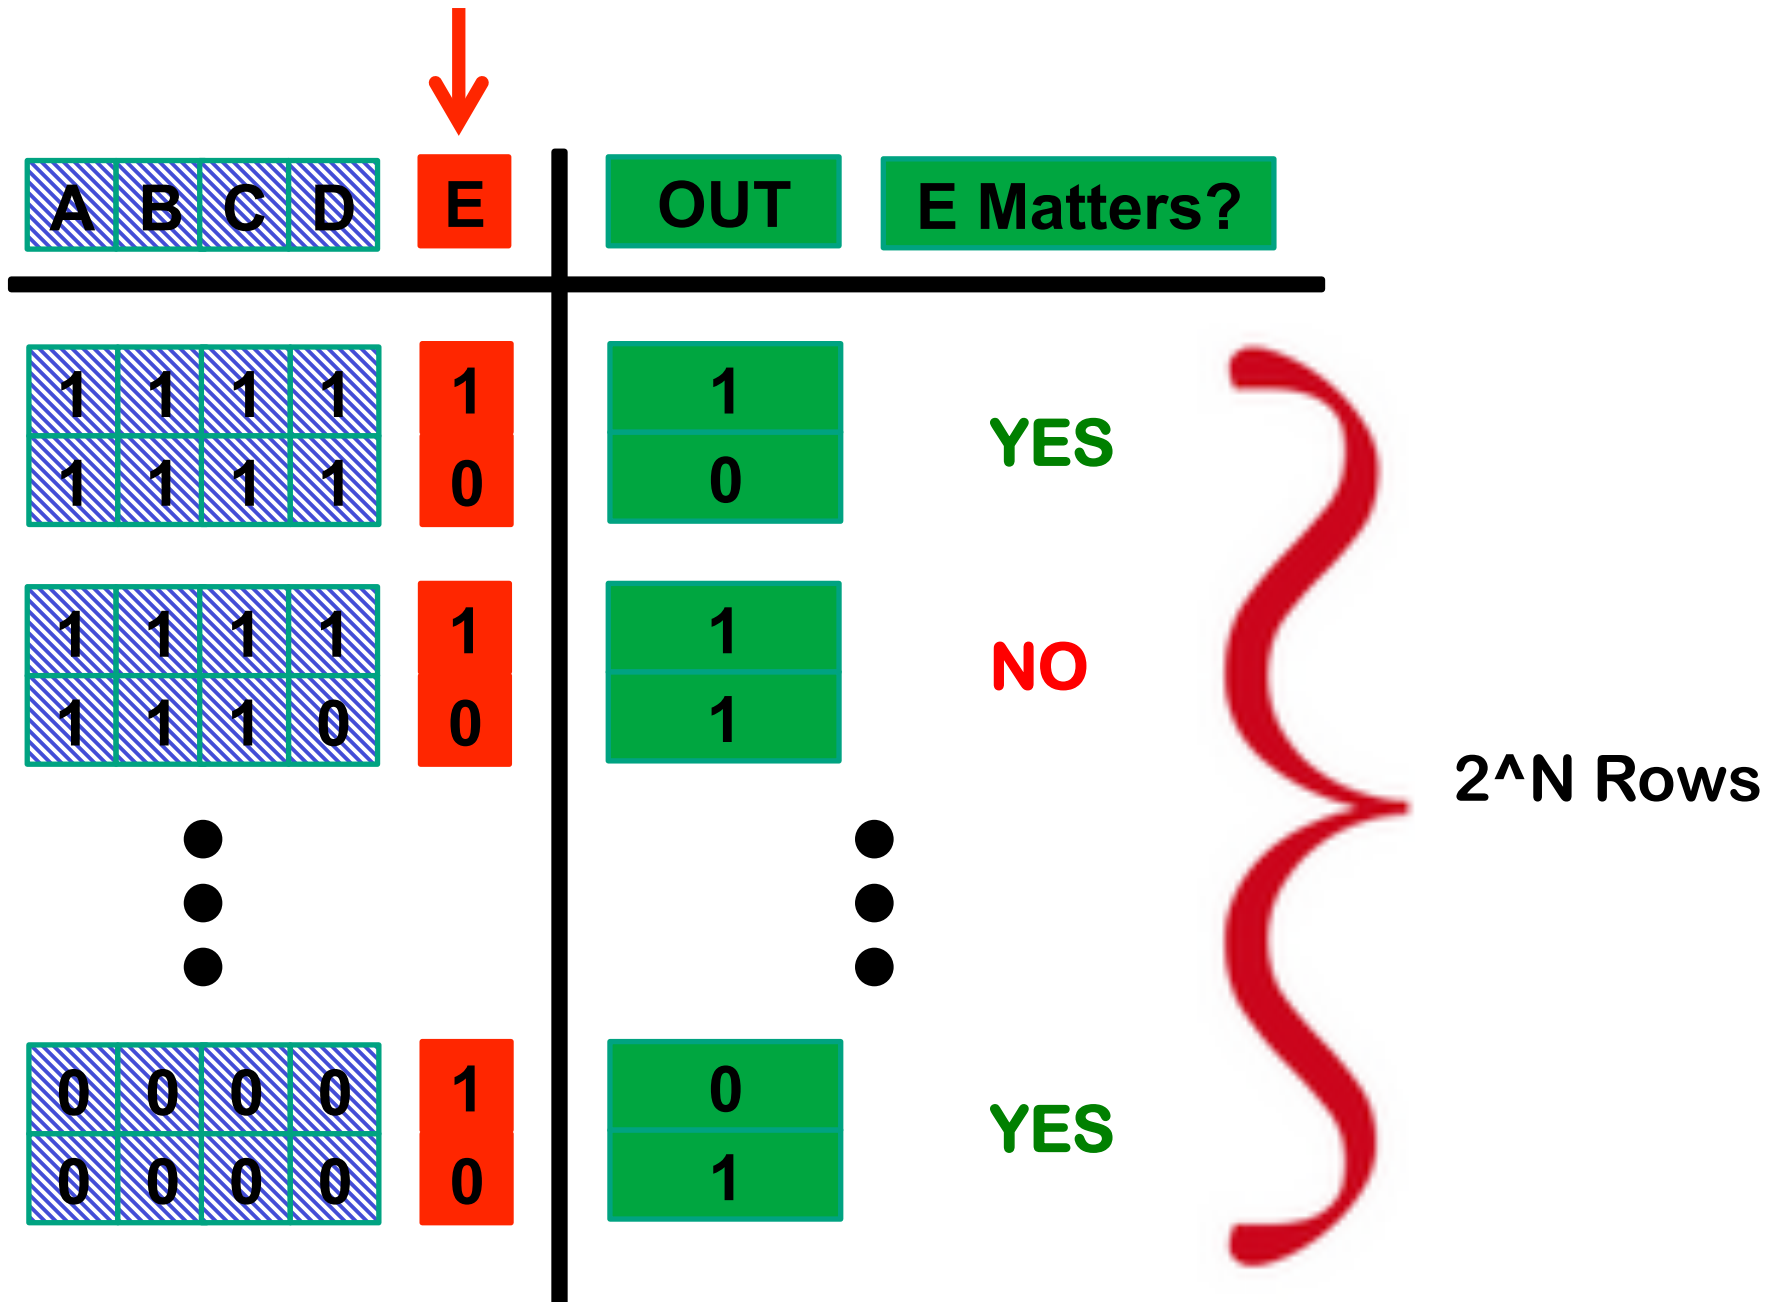 A B C D E OUT E Matters?
1 1 1 1 1 1
YES
1 1 1 1 0 0
1 1 1 1 1 1
NO
1 1 1 0 0 1
2^N Rows
0 0 0 0 1 0
YES
0 0 0 0 0 1